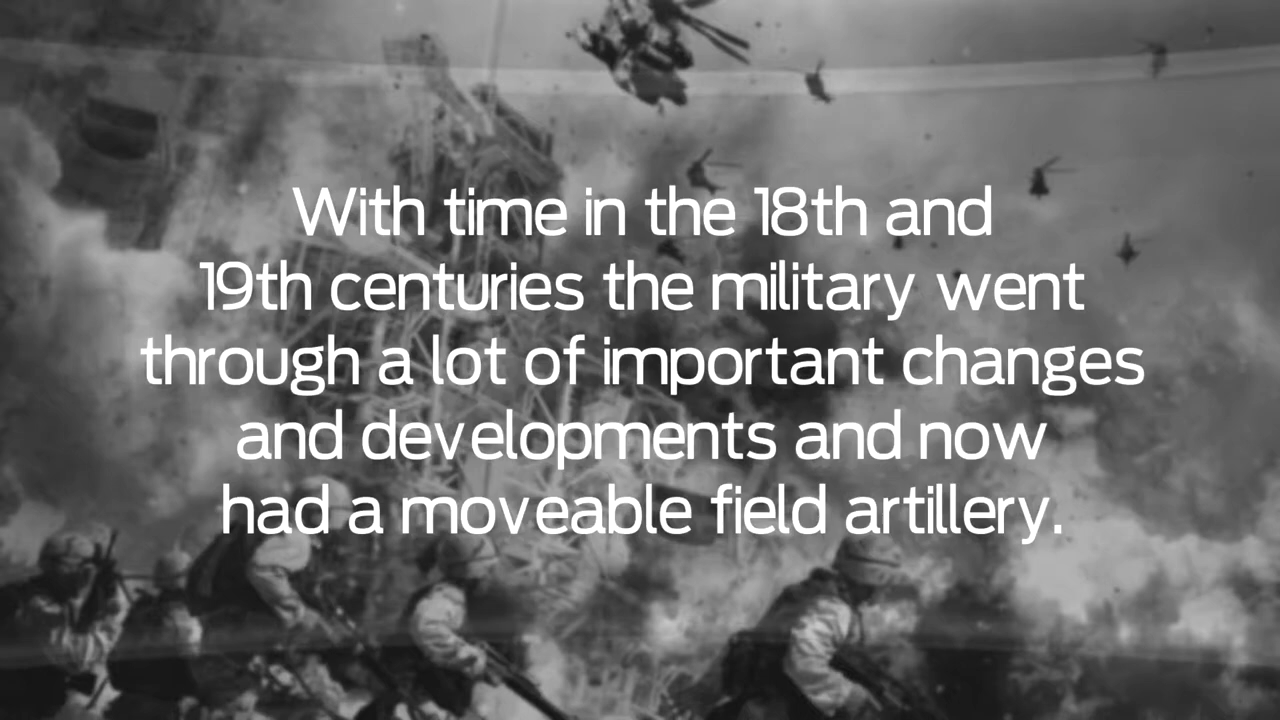 With time in the 18th and
19th centuries the military went
through a lot of important changes
and developments and now
had a moveable field artillery.